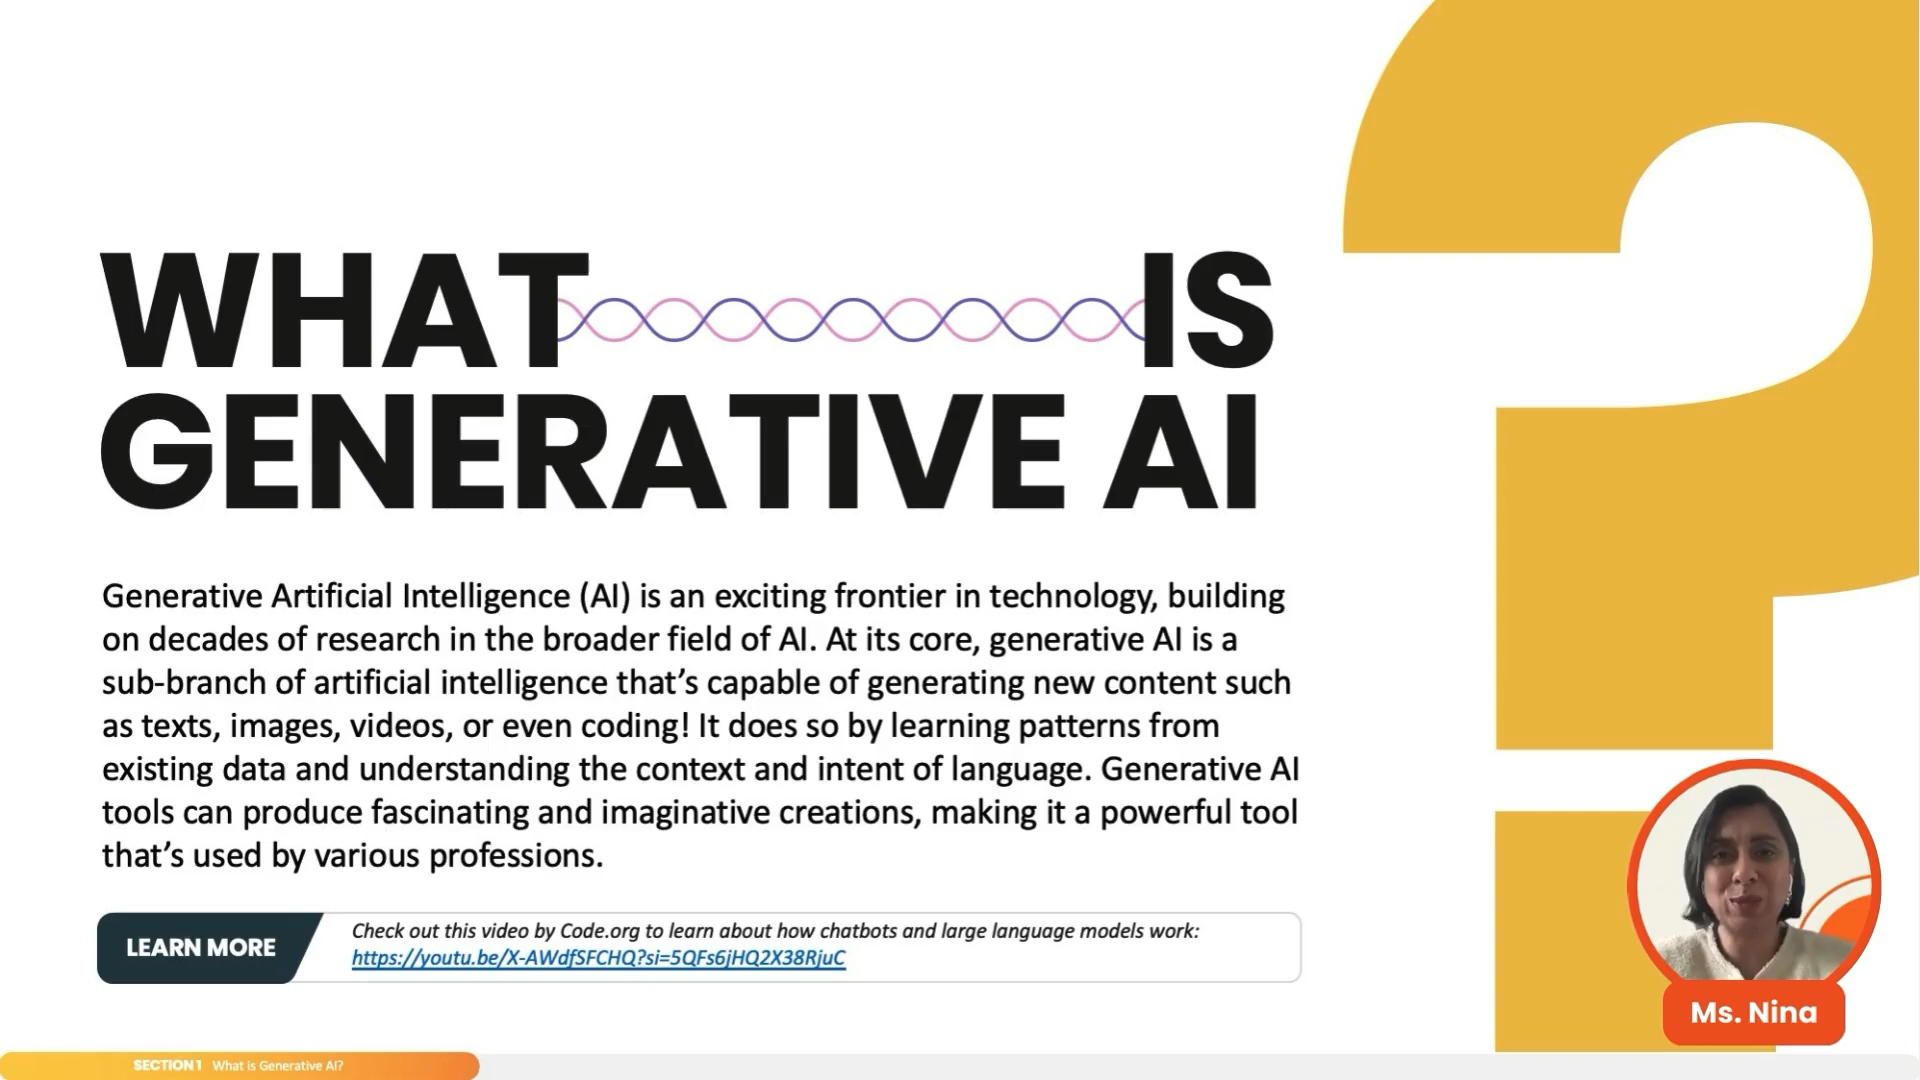 WHAT IS
GENERATIVE AI
Generative Artificial Intelligence (AI) is an exciting frontier in technology, building
on decades of research in the broader field of AI. At its core, generative AI is a
sub-branch of artificial intelligence that’s capable of generating new content such
as texts, images, videos, or even coding! It does so by learning patterns from
existing data and understanding the context and intent of language. Generative AI
tools can produce fascinating and imaginative creations, making it a powerful tool
that’s used by various professions.
LEARN MORE
Check out this video by Code.org to learn about how chatbots and large language models work:
https://youtu.be/X-AWdfSFCHQ?si=5QFs6jHQ2X38RjuC
Ms. Nina
SECTION 1 What is Generative AI?